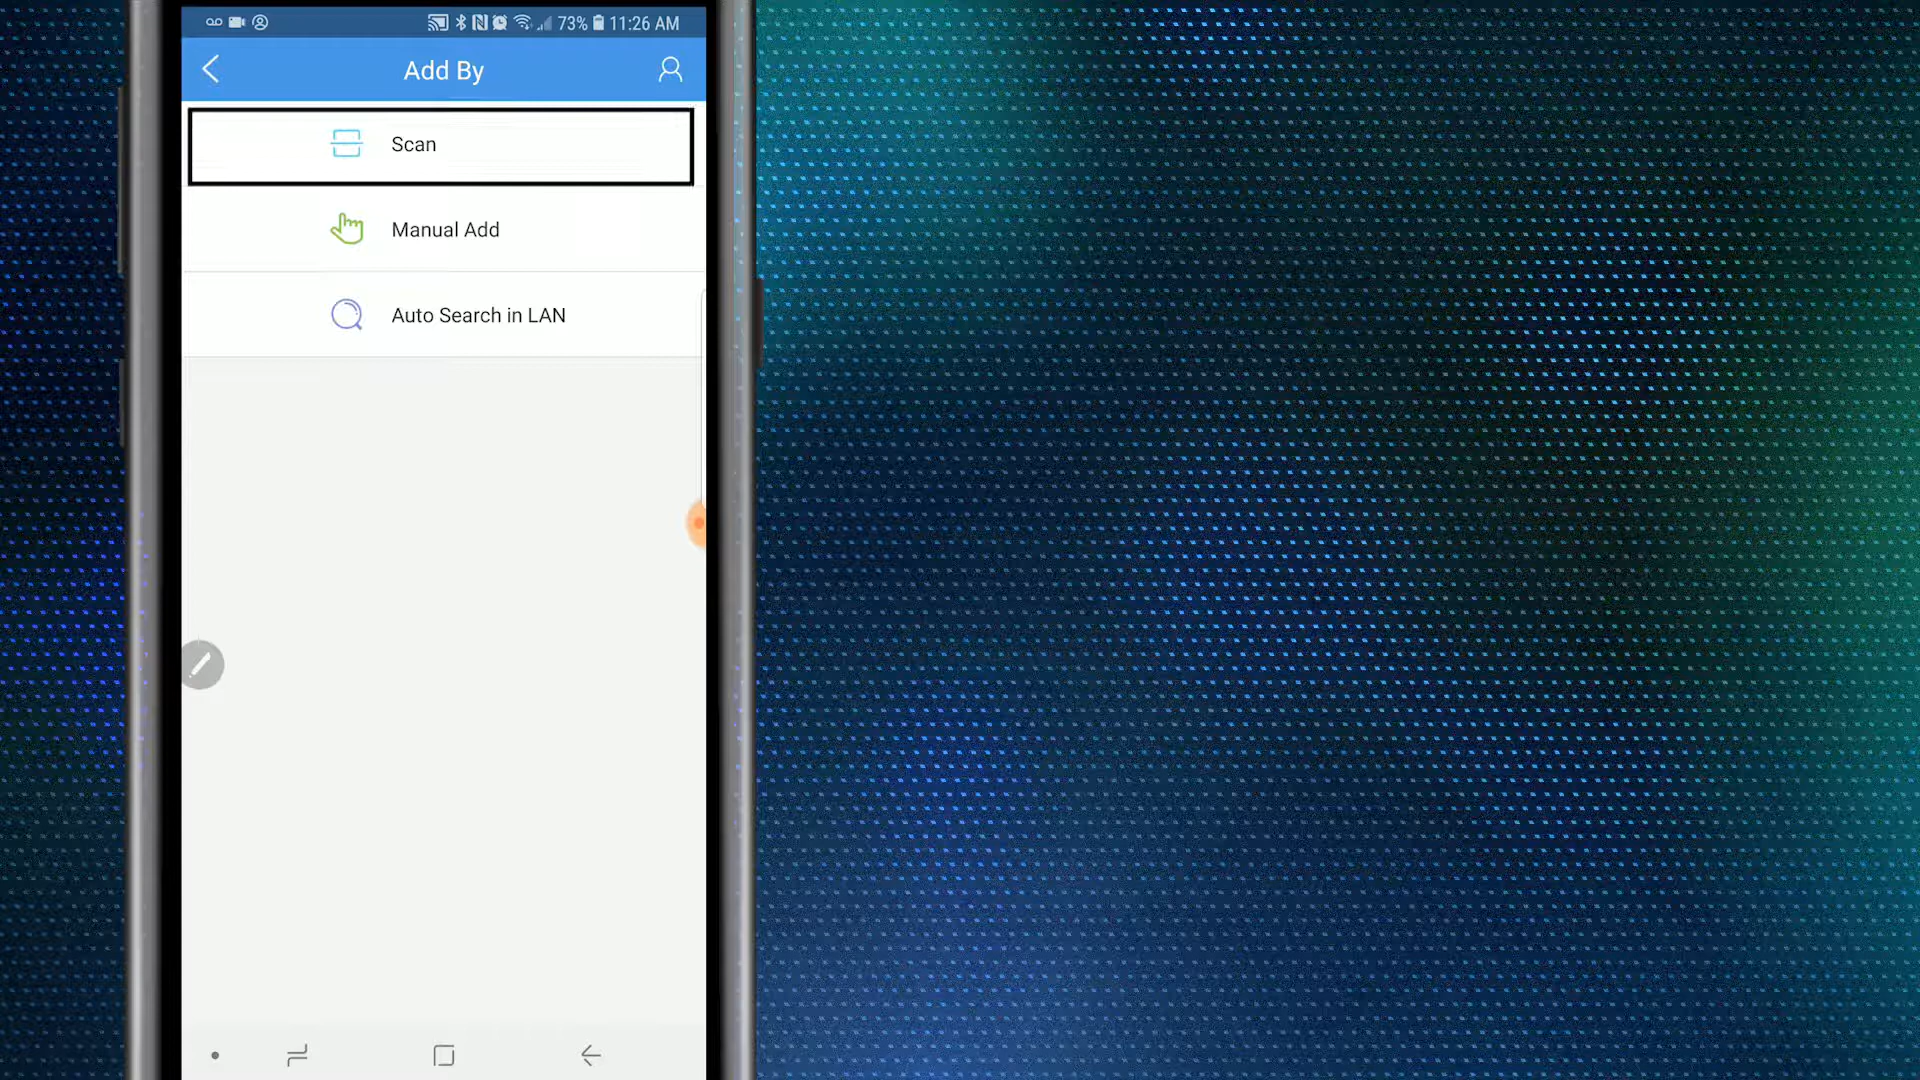 73% 11:26 AM
Add By
Scan
Manual Add
Auto Search in LAN